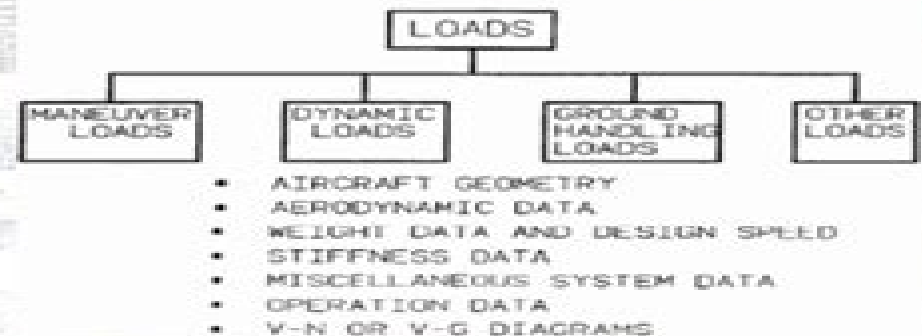 LOADS
MANEUVER
LOADS
DYNAMIC
LOADS
GROUND
HANDLING
LOADS
OTHER
LOADS
• AIRCRAFT GEOMETRY
• AERODYNAMIC DATA
• WEIGHT DATA AND DESIGN SPEED
• STIFFNESS DATA
• MISCELLANEOUS SYSTEM DATA
• OPERATION DATA
• V-N OR V-G DIAGRAMS